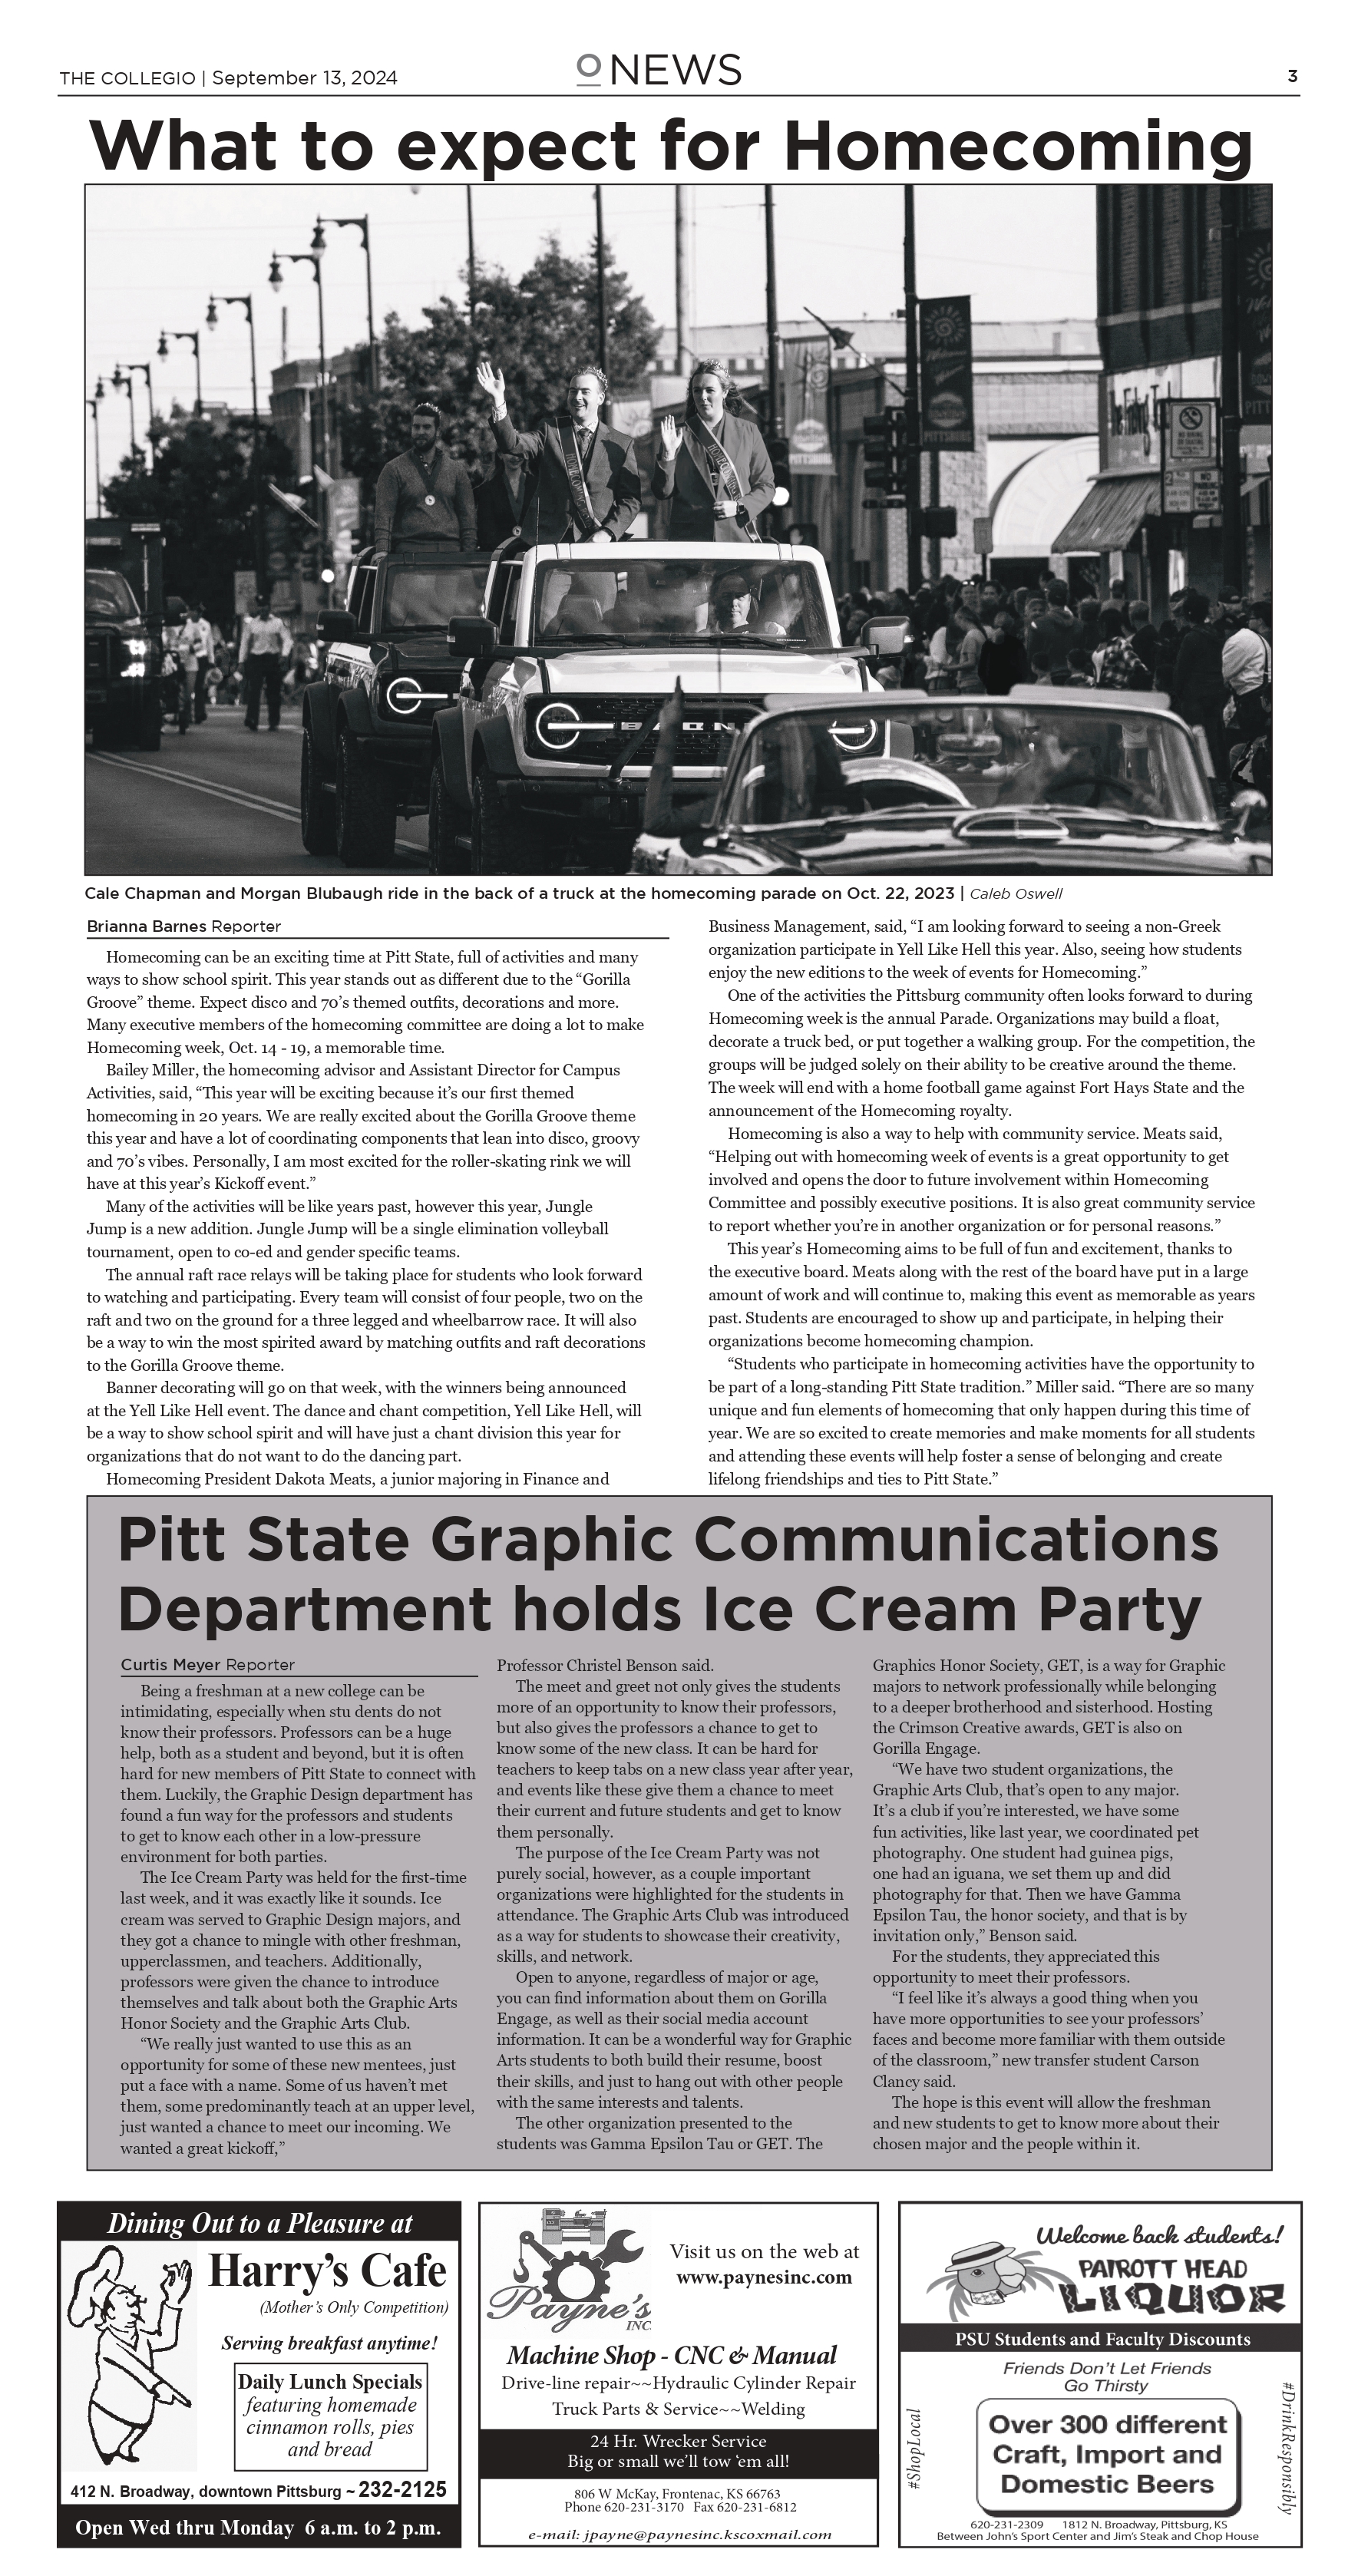 THE COLLEGIO | September 13, 2024
NEWS
3
What to expect for Homecoming
PITTSBURG
HOMECOMING
BRON
Cale Chapman and Morgan Blubaugh ride in the back of a truck at the homecoming parade on Oct. 22, 2023 | Caleb Oswell
Brianna Barnes Reporter
Homecoming can be an exciting time at Pitt State, full of activities and many
ways to show school spirit. This year stands out as different due to the “Gorilla
Groove” theme. Expect disco and 70’s themed outfits, decorations and more.
Many executive members of the homecoming committee are doing a lot to make
Homecoming week, Oct. 14 - 19, a memorable time.
Bailey Miller, the homecoming advisor and Assistant Director for Campus
Activities, said, “This year will be exciting because it’s our first themed
homecoming in 20 years. We are really excited about the Gorilla Groove theme
this year and have a lot of coordinating components that lean into disco, groovy
and 70’s vibes. Personally, I am most excited for the roller-skating rink we will
have at this year’s Kickoff event.”
Many of the activities will be like years past, however this year, Jungle
Jump is a new addition. Jungle Jump will be a single elimination volleyball
tournament, open to co-ed and gender specific teams.
The annual raft race relays will be taking place for students who look forward
to watching and participating. Every team will consist of four people, two on the
raft and two on the ground for a three legged and wheelbarrow race. It will also
be a way to win the most spirited award by matching outfits and raft decorations
to the Gorilla Groove theme.
Banner decorating will go on that week, with the winners being announced
at the Yell Like Hell event. The dance and chant competition, Yell Like Hell, will
be a way to show school spirit and will have just a chant division this year for
organizations that do not want to do the dancing part.
Homecoming President Dakota Meats, a junior majoring in Finance and
Business Management, said, “I am looking forward to seeing a non-Greek
organization participate in Yell Like Hell this year. Also, seeing how students
enjoy the new editions to the week of events for Homecoming.”
One of the activities the Pittsburg community often looks forward to during
Homecoming week is the annual Parade. Organizations may build a float,
decorate a truck bed, or put together a walking group. For the competition, the
groups will be judged solely on their ability to be creative around the theme.
The week will end with a home football game against Fort Hays State and the
announcement of the Homecoming royalty.
Homecoming is also a way to help with community service. Meats said,
“Helping out with homecoming week of events is a great opportunity to get
involved and opens the door to future involvement within Homecoming
Committee and possibly executive positions. It is also great community service
to report whether you’re in another organization or for personal reasons.”
This year’s Homecoming aims to be full of fun and excitement, thanks to
the executive board. Meats along with the rest of the board have put in a large
amount of work and will continue to, making this event as memorable as years
past. Students are encouraged to show up and participate, in helping their
organizations become homecoming champion.
“Students who participate in homecoming activities have the opportunity to
be part of a long-standing Pitt State tradition.” Miller said. “There are so many
unique and fun elements of homecoming that only happen during this time of
year. We are so excited to create memories and make moments for all students
and attending these events will help foster a sense of belonging and create
lifelong friendships and ties to Pitt State.”
Pitt State Graphic Communications
Department holds Ice Cream Party
Curtis Meyer Reporter
Being a freshman at a new college can be
intimidating, especially when stu dents do not
know their professors. Professors can be a huge
help, both as a student and beyond, but it is often
hard for new members of Pitt State to connect with
them. Luckily, the Graphic Design department has
found a fun way for the professors and students
to get to know each other in a low-pressure
environment for both parties.
The Ice Cream Party was held for the first-time
last week, and it was exactly like it sounds. Ice
cream was served to Graphic Design majors, and
they got a chance to mingle with other freshman,
upperclassmen, and teachers. Additionally,
professors were given the chance to introduce
themselves and talk about both the Graphic Arts
Honor Society and the Graphic Arts Club.
“We really just wanted to use this as an
opportunity for some of these new mentees, just
put a face with a name. Some of us haven’t met
them, some predominantly teach at an upper level,
just wanted a chance to meet our incoming. We
wanted a great kickoff,”
Professor Christel Benson said.
The meet and greet not only gives the students
more of an opportunity to know their professors,
but also gives the professors a chance to get to
know some of the new class. It can be hard for
teachers to keep tabs on a new class year after year,
and events like these give them a chance to meet
their current and future students and get to know
them personally.
The purpose of the Ice Cream Party was not
purely social, however, as a couple important
organizations were highlighted for the students in
attendance. The Graphic Arts Club was introduced
as a way for students to showcase their creativity,
skills, and network.
Open to anyone, regardless of major or age,
you can find information about them on Gorilla
Engage, as well as their social media account
information. It can be a wonderful way for Graphic
Arts students to both build their resume, boost
their skills, and just to hang out with other people
with the same interests and talents.
The other organization presented to the
students was Gamma Epsilon Tau or GET. The
Graphics Honor Society, GET, is a way for Graphic
majors to network professionally while belonging
to a deeper brotherhood and sisterhood. Hosting
the Crimson Creative awards, GET is also on
Gorilla Engage.
“We have two student organizations, the
Graphic Arts Club, that’s open to any major.
It’s a club if you’re interested, we have some
fun activities, like last year, we coordinated pet
photography. One student had guinea pigs,
one had an iguana, we set them up and did
photography for that. Then we have Gamma
Epsilon Tau, the honor society, and that is by
invitation only,” Benson said.
For the students, they appreciated this
opportunity to meet their professors.
“I feel like it’s always a good thing when you
have more opportunities to see your professors’
faces and become more familiar with them outside
of the classroom,” new transfer student Carson
Clancy said.
The hope is this event will allow the freshman
and new students to get to know more about their
chosen major and the people within it.
Dining Out to a Pleasure at
Harry’s Cafe
(Mother’s Only Competition)
Serving breakfast anytime!
Daily Lunch Specials
featuring homemade
cinnamon rolls, pies
and bread
412 N. Broadway, downtown Pittsburg ~ 232-2125
Open Wed thru Monday 6 a.m. to 2 p.m.
Payne’s INC
Visit us on the web at
www.paynesinc.com
Machine Shop - CNC & Manual
Drive-line repair~~Hydraulic Cylinder Repair
Truck Parts & Service~~Welding
24 Hr. Wrecker Service
Big or small we’ll tow ‘em all!
806 W McKay, Frontenac, KS 66763
Phone 620-231-3170 Fax 620-231-6812
e-mail: jpayne@paynesinc.kscoxmail.com
Welcome back students!
PAIROTT HEAD
LIQUOR
PSU Students and Faculty Discounts
Friends Don’t Let Friends
Go Thirsty
#ShopLocal
Over 300 different
Craft, Import and
Domestic Beers
#DrinkResponsibly
620-231-2309 1812 N. Broadway, Pittsburg, KS
Between John’s Sport Center and Jim’s Steak and Chop House